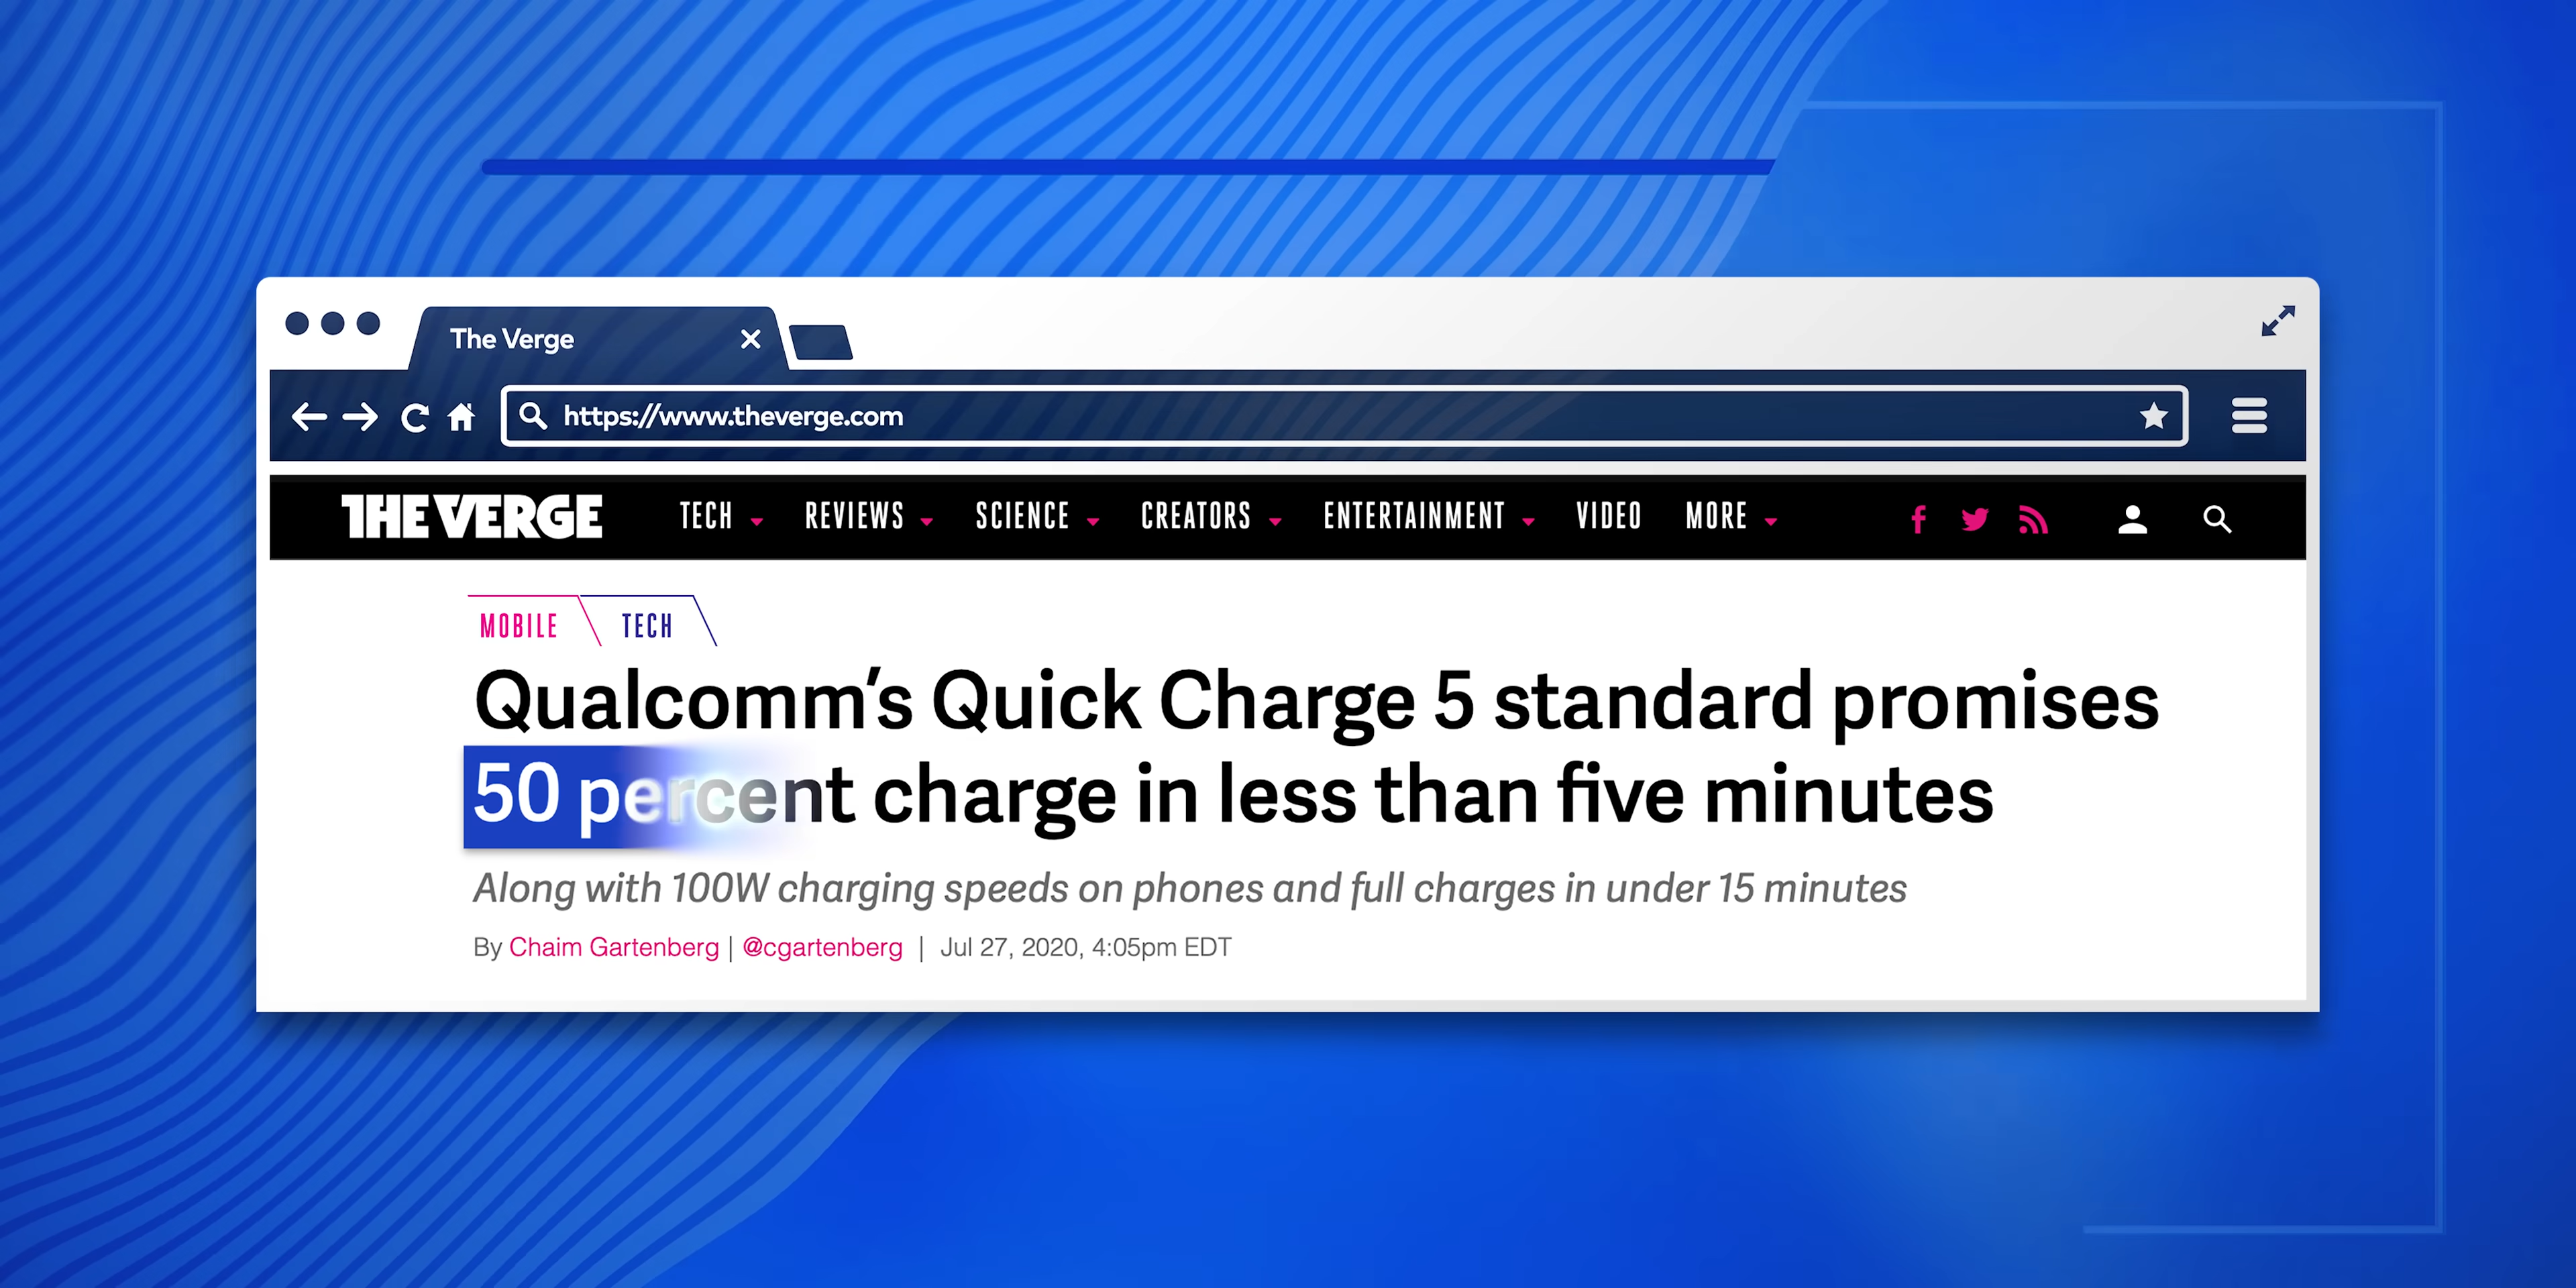 The Verge
https://www.theverge.com
THE VERGE TECH REVIEWS SCIENCE CREATORS ENTERTAINMENT VIDEO MORE
MOBILE TECH
Qualcomm’s Quick Charge 5 standard promises
50 percent charge in less than five minutes
Along with 100W charging speeds on phones and full charges in under 15 minutes
By Chaim Gartenberg | @cgartenberg | Jul 27, 2020, 4:05pm EDT